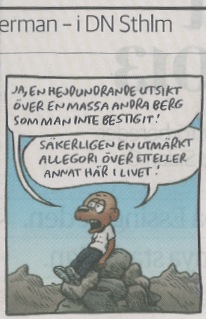 erman – i DN Sthlm
JA, EN HEJDUNDRANDE UTSIKT
ÖVER EN MASSA ANDRA BERG
SOM MAN INTE BESTIGIT!
SÄKERLIGEN EN UTMÄRKT
ALLEGORI ÖVER ETT ELLER
ANNAT HÄR I LIVET!